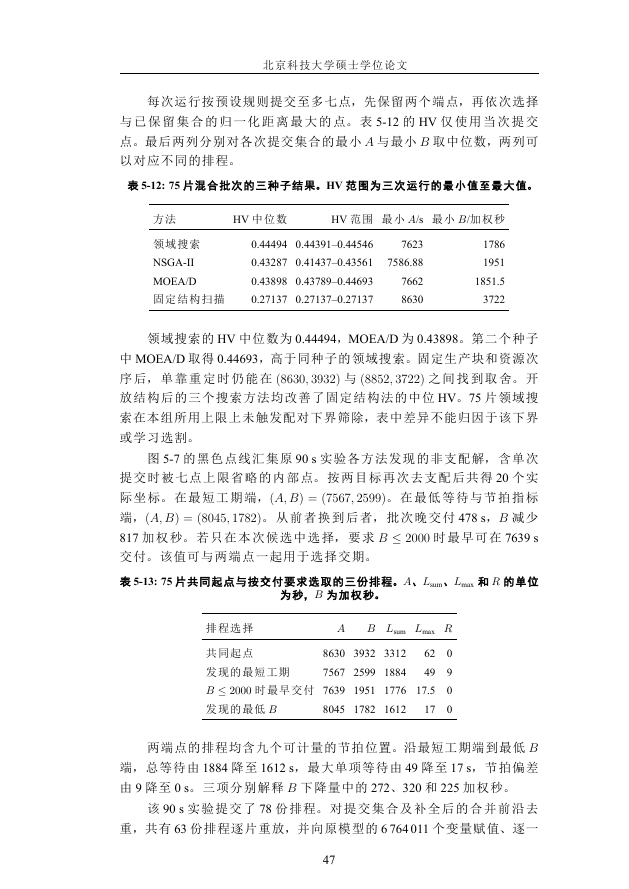 北京科技大学硕士学位论文
每次运行按预设规则提交至多七点，先保留两个端点，再依次选择
与已保留集合的归一化距离最大的点。表 5-12 的 HV 仅使用当次提交
点。最后两列分别对各次提交集合的最小 A 与最小 B 取中位数，两列可
以对应不同的排程。
表 5-12: 75 片混合批次的三种子结果。HV 范围为三次运行的最小值至最大值。
方法 HV 中位数 HV 范围 最小 A/s 最小 B/加权秒
领域搜索 0.44494 0.44391–0.44546 7623 1786
NSGA-II 0.43287 0.41437–0.43561 7586.88 1951
MOEA/D 0.43898 0.43789–0.44693 7662 1851.5
固定结构扫描 0.27137 0.27137–0.27137 8630 3722
领域搜索的 HV 中位数为 0.44494，MOEA/D 为 0.43898。第二个种子
中 MOEA/D 取得 0.44693，高于同种子的领域搜索。固定生产块和资源次
序后，单靠重定时仍能在 (8630, 3932) 与 (8852, 3722) 之间找到取舍。开
放结构后的三个搜索方法均改善了固定结构法的中位 HV。75 片领域搜
索在本组所用上限上未触发配对下界筛除，表中差异不能归因于该下界
或学习选割。
图 5-7 的黑色点线汇集原 90 s 实验各方法发现的非支配解，含单次
提交时被七点上限省略的内部点。按两目标再次去支配后共得 20 个实
际坐标。在最短工期端，(A, B) = (7567, 2599)。在最低等待与节拍指标
端，(A, B) = (8045, 1782)。从前者换到后者，批次晚交付 478 s，B 减少
817 加权秒。若只在本次候选中选择，要求 B ≤ 2000 时最早可在 7639 s
交付。该值可与两端点一起用于选择交期。
表 5-13: 75 片共同起点与按交付要求选取的三份排程。A、Lsum、Lmax 和 R 的单位
为秒，B 为加权秒。
排程选择 A B Lsum Lmax R
共同起点 8630 3932 3312 62 0
发现的最短工期 7567 2599 1884 49 9
B ≤ 2000 时最早交付 7639 1951 1776 17.5 0
发现的最低 B 8045 1782 1612 17 0
两端点的排程均含九个可计量的节拍位置。沿最短工期端到最低 B
端，总等待由 1884 降至 1612 s，最大单项等待由 49 降至 17 s，节拍偏差
由 9 降至 0 s。三项分别解释 B 下降量中的 272、320 和 225 加权秒。
该 90 s 实验提交了 78 份排程。对提交集合及补全后的合并前沿去
重，共有 63 份排程逐片重放，并向原模型的 6 764 011 个变量赋值、逐一
47